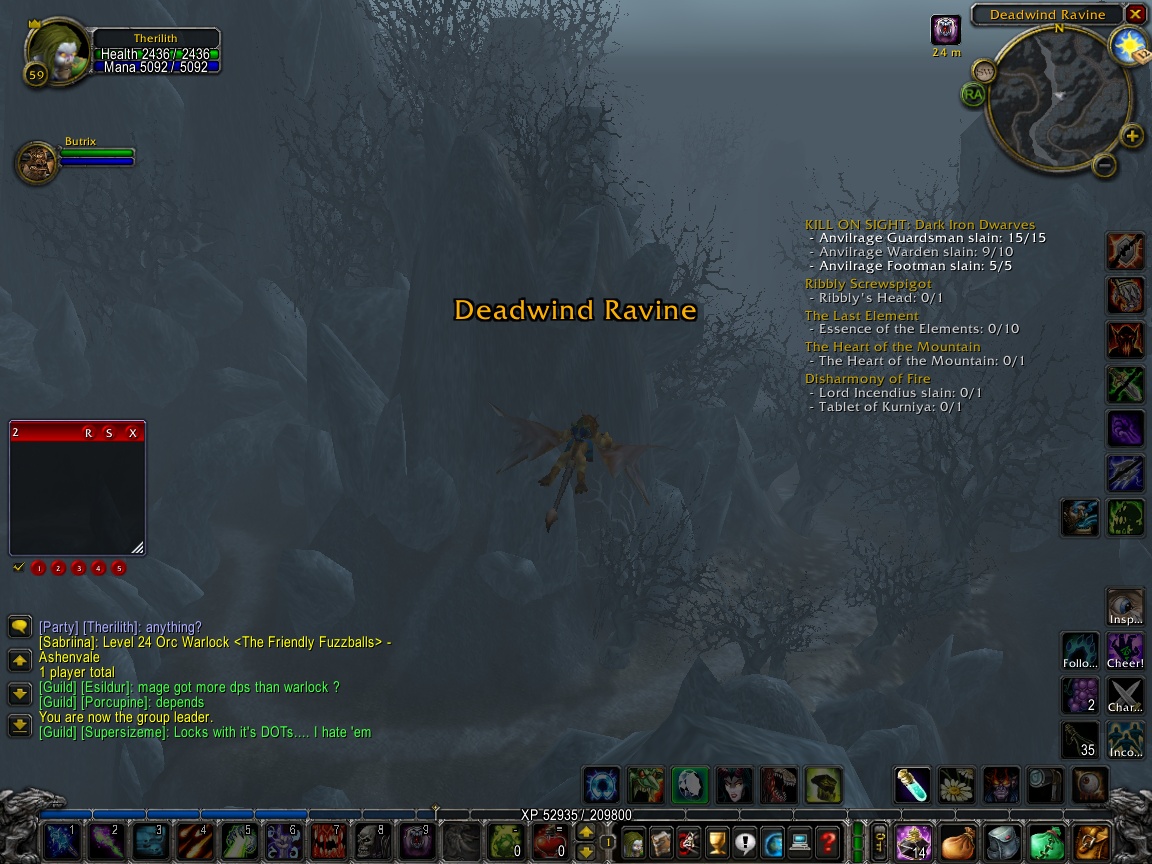 Deadwind Ravine
N
Therilith
Health 2436 / 2436
Mana 5092 / 5092
59
24 m
RA
Butrix
KILL ON SIGHT: Dark Iron Dwarves
- Anvilrage Guardsman slain: 15/15
- Anvilrage Warden slain: 9/10
- Anvilrage Footman slain: 5/5
Ribbly Screwspigot
- Ribbly's Head: 0/1
The Last Element
- Essence of the Elements: 0/10
The Heart of the Mountain
- The Heart of the Mountain: 0/1
Disharmony of Fire
- Lord Incendius slain: 0/1
- Tablet of Kurniya: 0/1
Deadwind Ravine
2 R S X
1 2 3 4 5
[Party] [Therilith]: anything?
[Sabriina]: Level 24 Orc Warlock <The Friendly Fuzzballs> -
Ashenvale
1 player total
[Guild] [Esildur]: mage got more dps than warlock ?
[Guild] [Porcupine]: depends
You are now the group leader.
[Guild] [Supersizeme]: Locks with it's DOTs.... I hate 'em
Insp...
Follo... Cheer!
2 Char...
35 Inco...
XP 52935 / 209800
1 2 3 4 5 6 7 8 9 - =
0 0 1 14